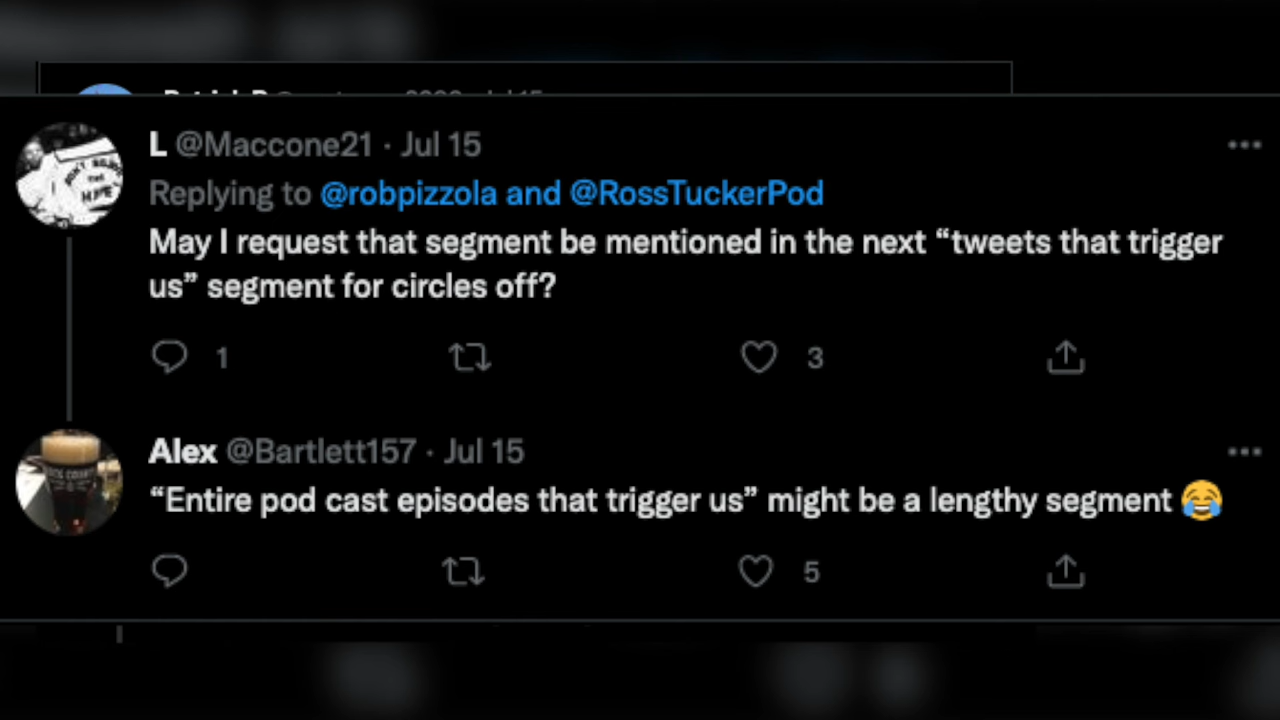 L @Maccone21 · Jul 15
Replying to @robpizzola and @RossTuckerPod
May I request that segment be mentioned in the next “tweets that trigger
us” segment for circles off?
1 3
Alex @Bartlett157 · Jul 15
“Entire pod cast episodes that trigger us” might be a lengthy segment 😂
5